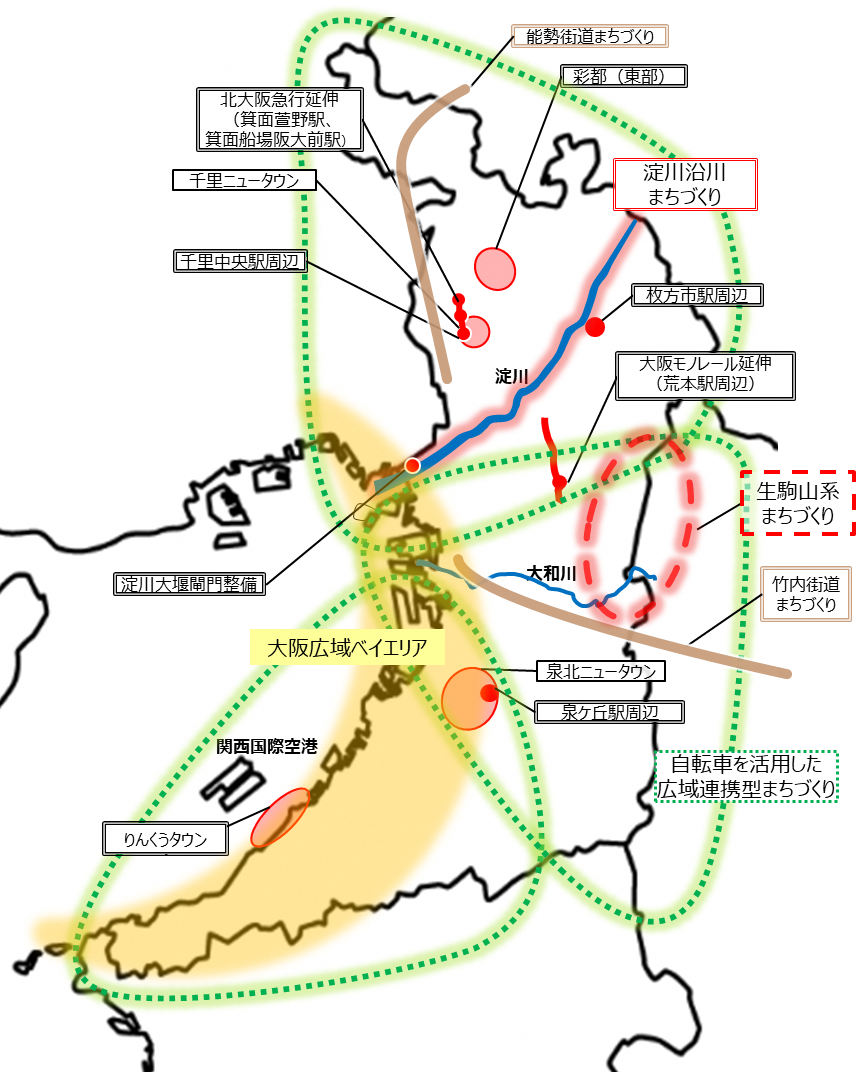 能勢街道まちづくり
彩都（東部）
北大阪急行延伸
（箕面萱野駅、
箕面船場阪大前駅）
淀川沿川
まちづくり
千里ニュータウン
千里中央駅周辺
枚方市駅周辺
大阪モノレール延伸
（荒本駅周辺）
淀川
生駒山系
まちづくり
淀川大堰閘門整備
大和川
竹内街道
まちづくり
大阪広域ベイエリア
泉北ニュータウン
泉ケ丘駅周辺
関西国際空港
自転車を活用した
広域連携型まちづくり
りんくうタウン